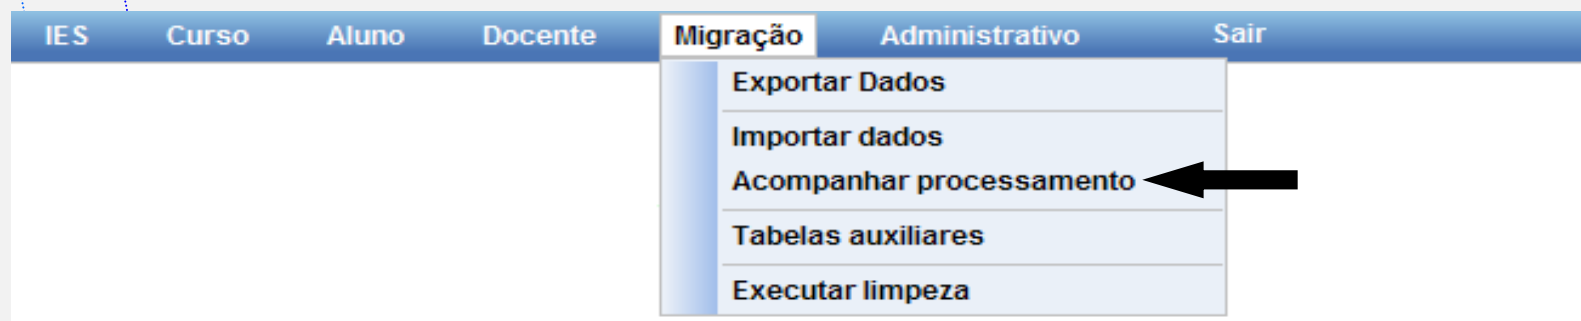 IES Curso Aluno Docente Migração Administrativo Sair
Exportar Dados
Importar dados
Acompanhar processamento
Tabelas auxiliares
Executar limpeza